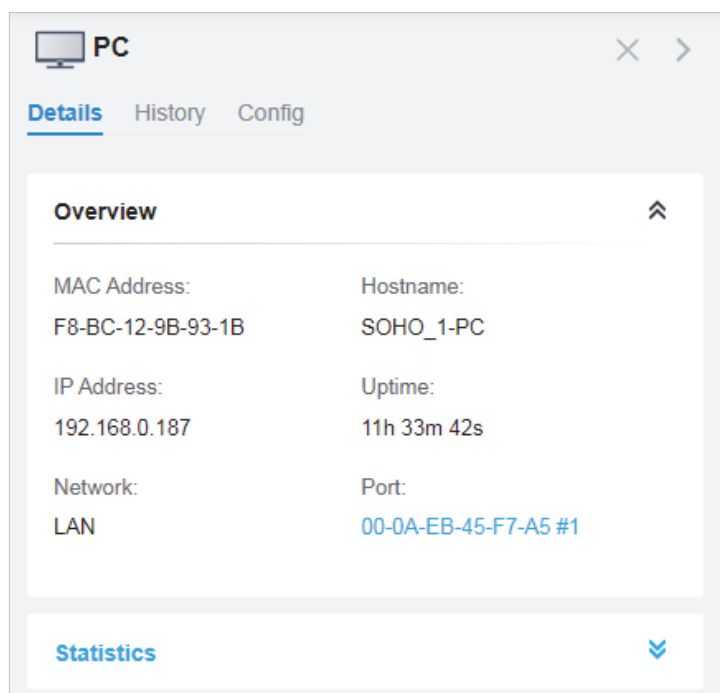 PC
Details History Config
Overview
MAC Address: Hostname:
F8-BC-12-9B-93-1B SOHO_1-PC
IP Address: Uptime:
192.168.0.187 11h 33m 42s
Network: Port:
LAN 00-0A-EB-45-F7-A5 #1
Statistics